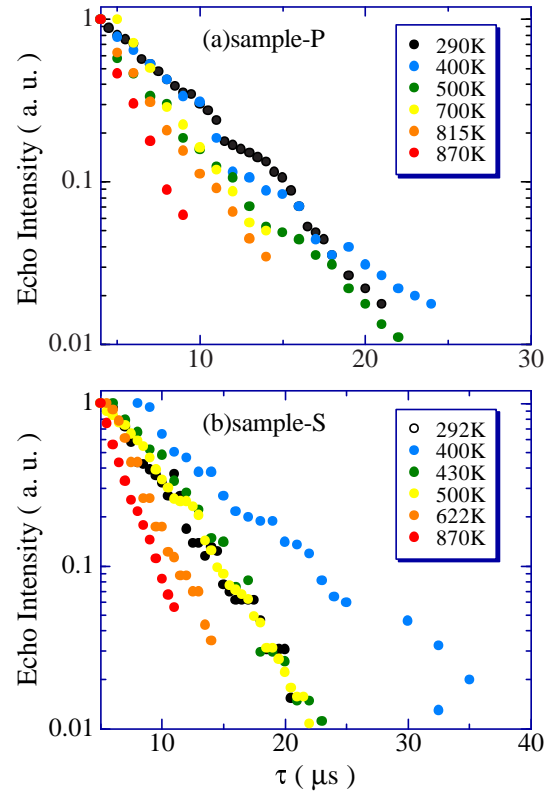 1
(a)sample-P
290K
400K
500K
700K
815K
870K
0.1
Echo Intensity ( a. u. )
0.01
10
20
30
1
(b)sample-S
292K
400K
430K
500K
622K
870K
0.1
Echo Intensity ( a. u. )
0.01
10
20
30
40
τ ( μs )